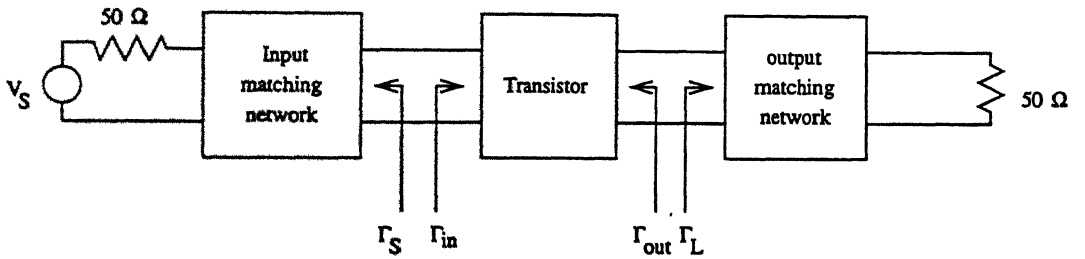 50 Ω
V_S
Input
matching
network
Transistor
output
matching
network
50 Ω
Γ_S
Γ_in
Γ_out
Γ_L